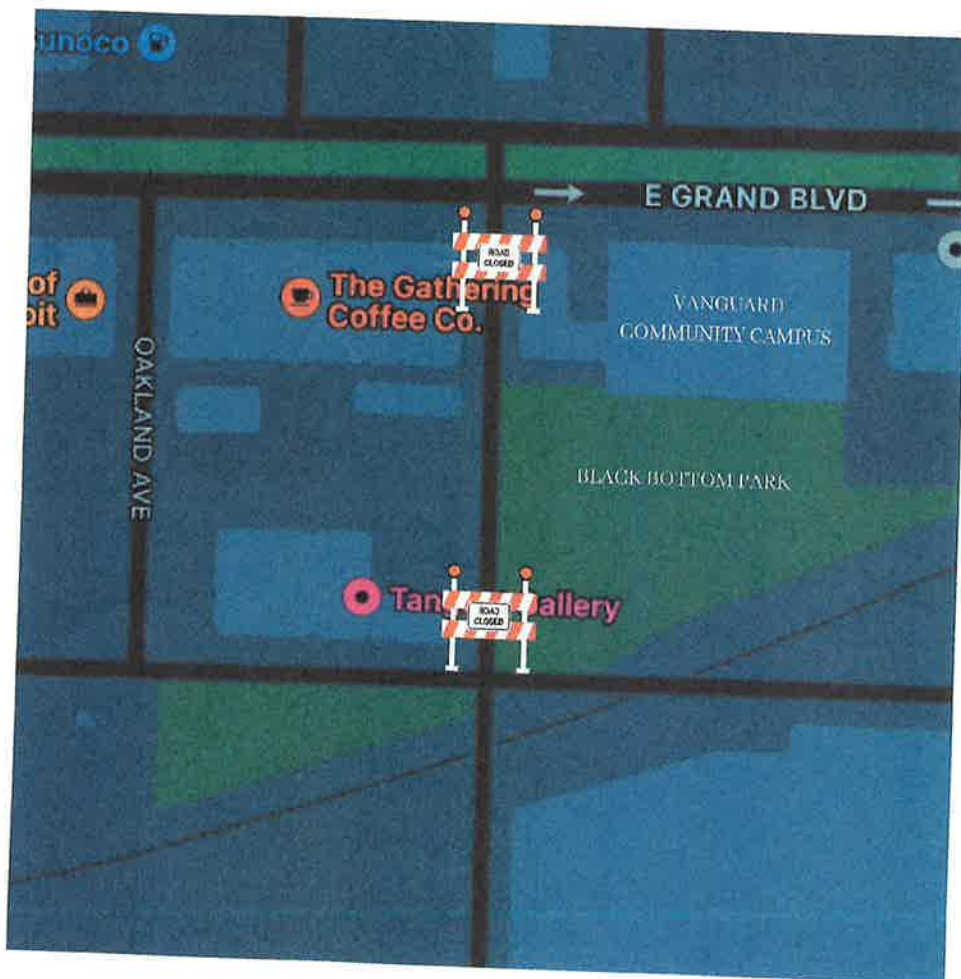 unoco
E GRAND BLVD
ROAD
CLOSED
of
bit
The Gathering
Coffee Co.
VANGUARD
COMMUNITY CAMPUS
OAKLAND AVE
BLACK BOTTOM PARK
Tan allery
ROAD
CLOSED